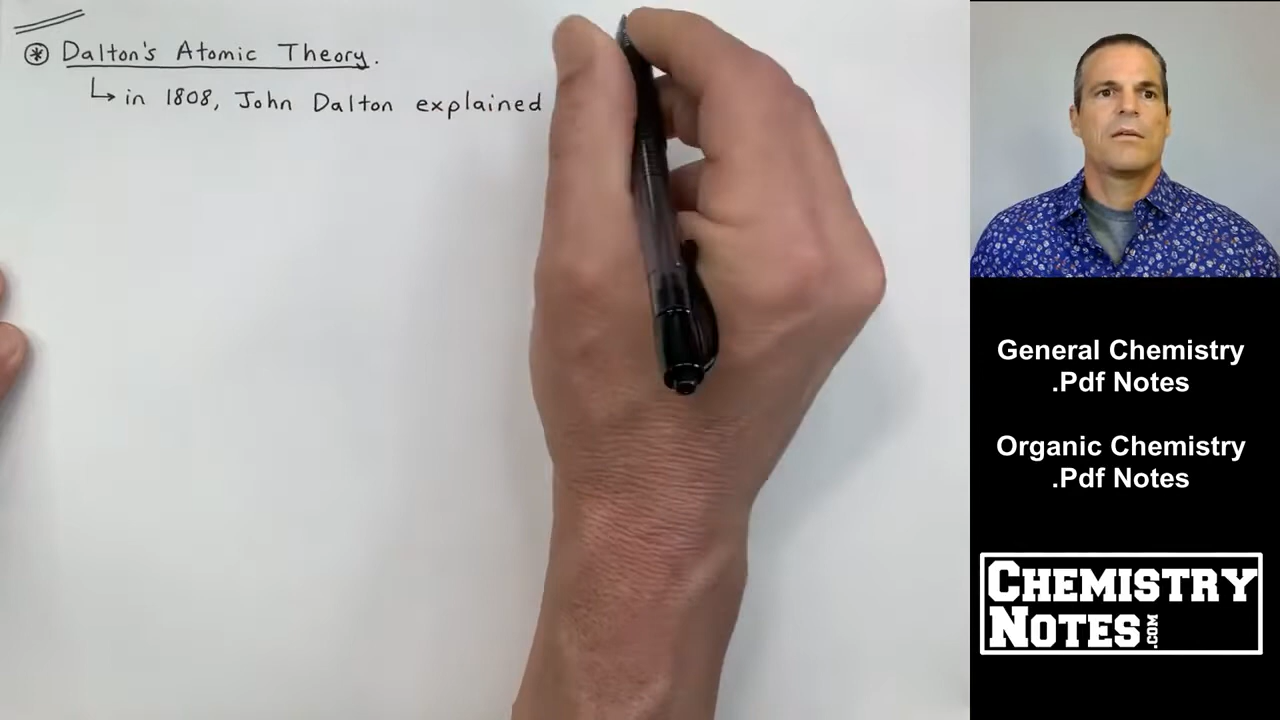 ⊛ Dalton's Atomic Theory.
↳ in 1808, John Dalton explained
General Chemistry
.Pdf Notes
Organic Chemistry
.Pdf Notes
CHEMISTRY
NOTES.COM